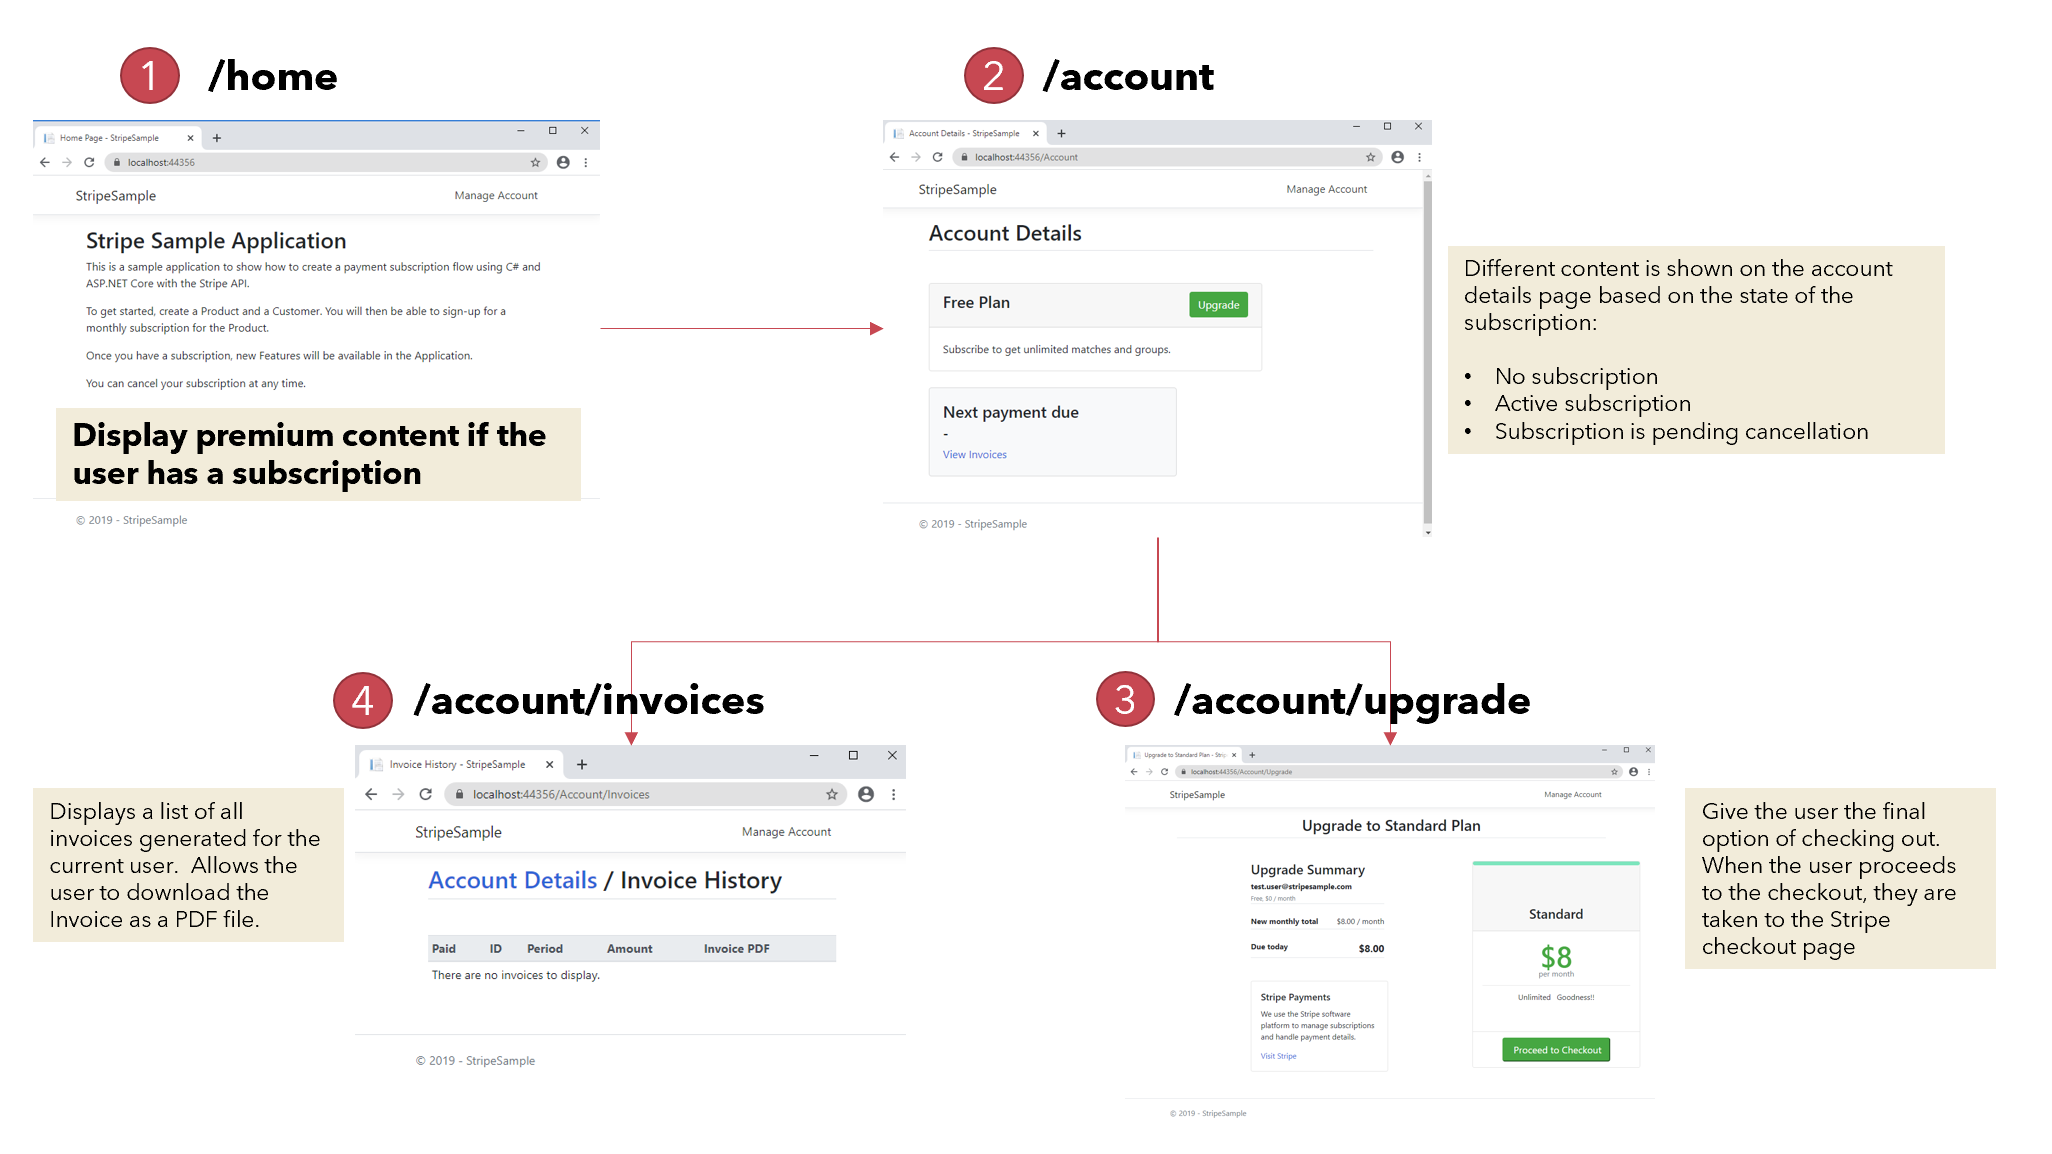 1 /home
Home Page - StripeSample
localhost:44356
StripeSample Manage Account
Stripe Sample Application
This is a sample application to show how to create a payment subscription flow using C# and
ASP.NET Core with the Stripe API.
To get started, create a Product and a Customer. You will then be able to sign-up for a
monthly subscription for the Product.
Once you have a subscription, new Features will be available in the Application.
You can cancel your subscription at any time.
Display premium content if the
user has a subscription
© 2019 - StripeSample
2 /account
Account Details - StripeSample
localhost:44356/Account
StripeSample Manage Account
Account Details
Free Plan Upgrade
Subscribe to get unlimited matches and groups.
Next payment due
-
View Invoices
© 2019 - StripeSample
Different content is shown on the account
details page based on the state of the
subscription:
• No subscription
• Active subscription
• Subscription is pending cancellation
4 /account/invoices
Invoice History - StripeSample
localhost:44356/Account/Invoices
StripeSample Manage Account
Account Details / Invoice History
Paid ID Period Amount Invoice PDF
There are no invoices to display.
© 2019 - StripeSample
Displays a list of all
invoices generated for the
current user.  Allows the
user to download the
Invoice as a PDF file.
3 /account/upgrade
Upgrade to Standard Plan - Strip
localhost:44356/Account/Upgrade
StripeSample Manage Account
Upgrade to Standard Plan
Upgrade Summary
test.user@stripesample.com
Free, $0 / month
New monthly total $8.00 / month
Due today $8.00
Stripe Payments
We use the Stripe software
platform to manage subscriptions
and handle payment details.
Visit Stripe
Standard
$8
per month
Unlimited Goodness!!
Proceed to Checkout
© 2019 - StripeSample
Give the user the final
option of checking out.
When the user proceeds
to the checkout, they are
taken to the Stripe
checkout page